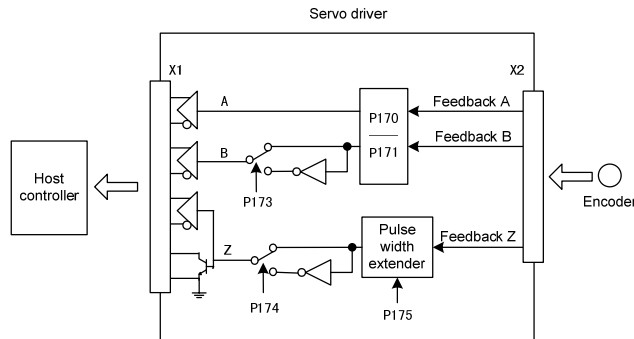 Servo driver
X1
X2
A
P170
P171
Feedback A
Feedback B
B
P173
Host
controller
Encoder
Z
Pulse
width
extender
Feedback Z
P174
P175